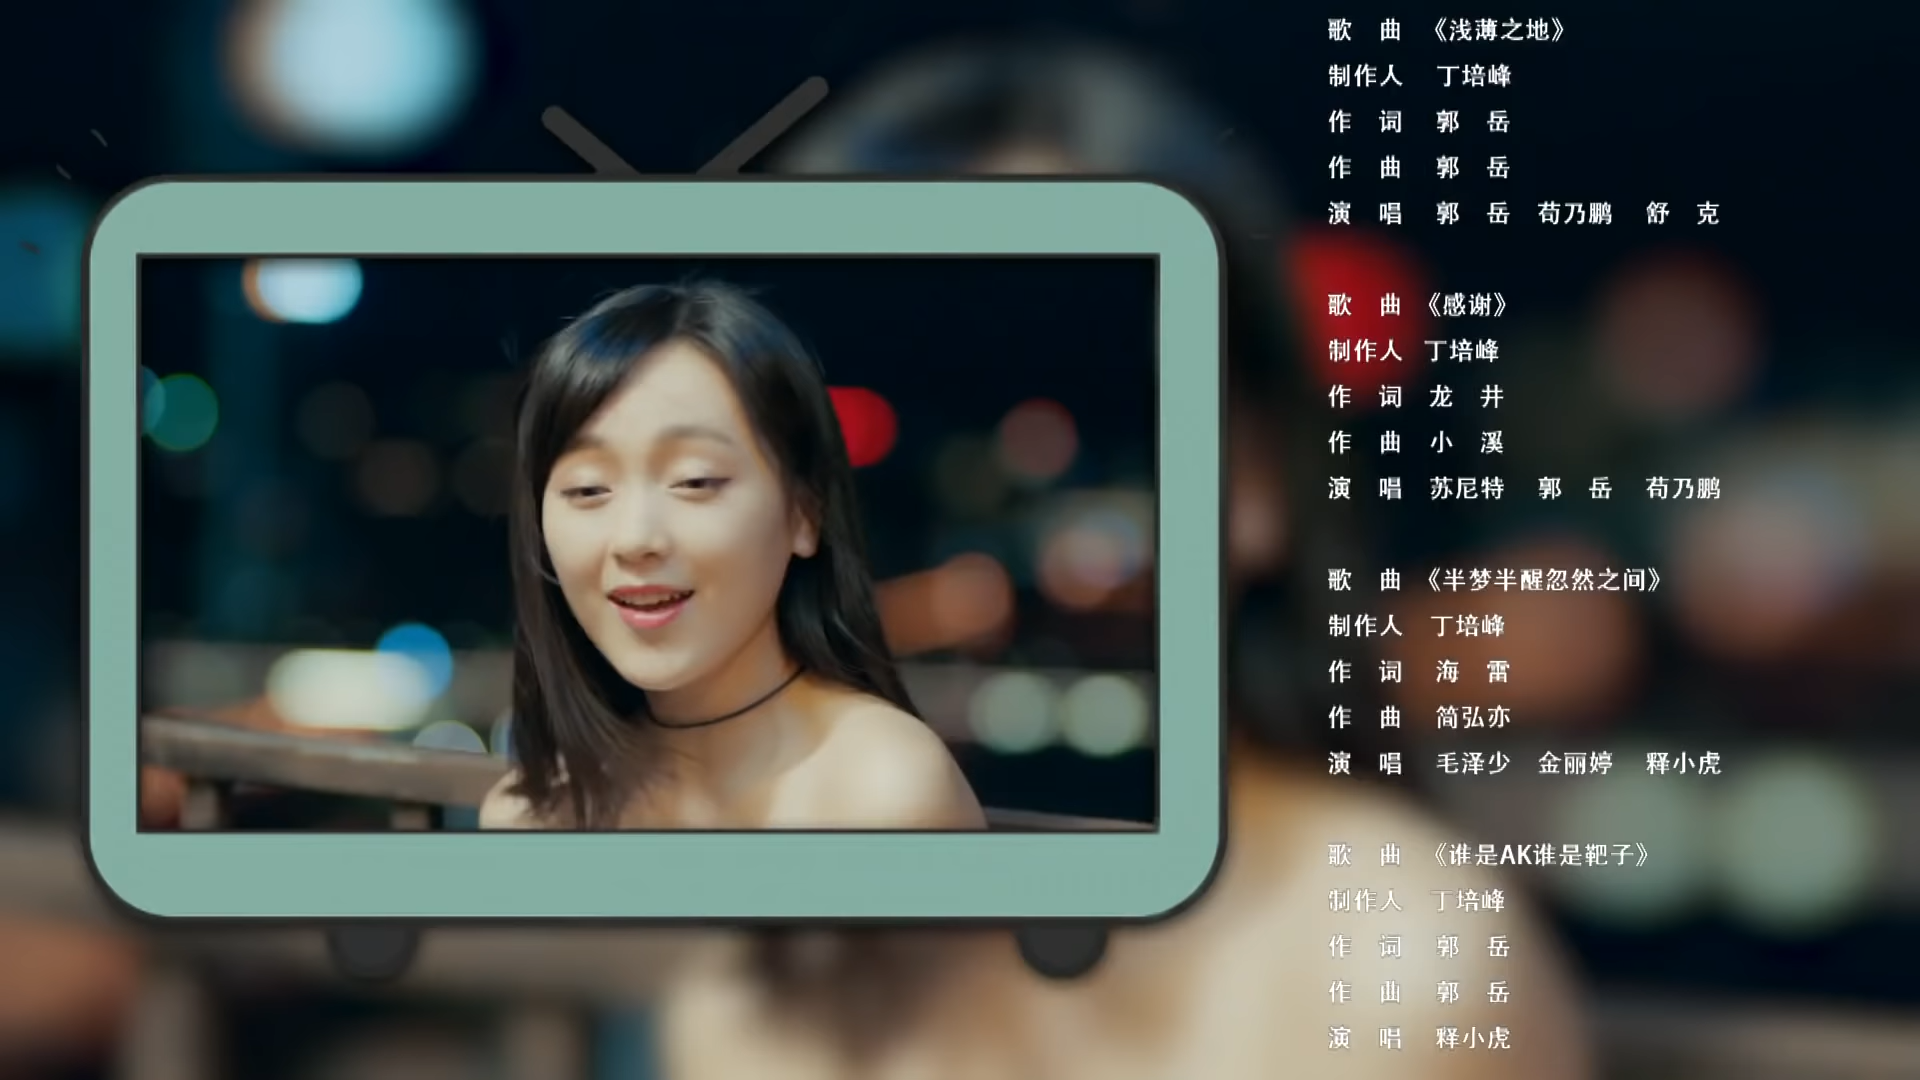 歌 曲 《浅薄之地》
制作人 丁培峰
作 词 郭 岳
作 曲 郭 岳
演 唱 郭 岳 苟乃鹏 舒 克
歌 曲 《感谢》
制作人 丁培峰
作 词 龙 井
作 曲 小 溪
演 唱 苏尼特 郭 岳 苟乃鹏
歌 曲 《半梦半醒忽然之间》
制作人 丁培峰
作 词 海 雷
作 曲 简弘亦
演 唱 毛泽少 金丽婷 释小虎
歌 曲 《谁是AK谁是靶子》
制作人 丁培峰
作 词 郭 岳
作 曲 郭 岳
演 唱 释小虎